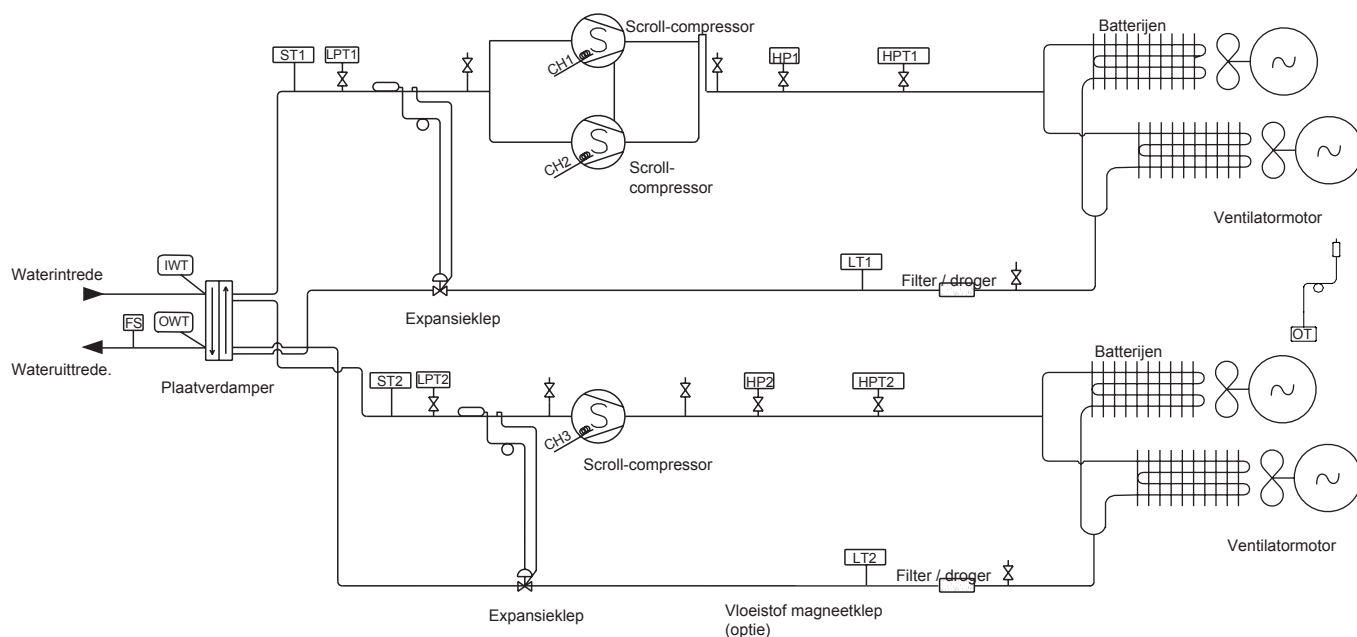 Scroll-compressor
Batterijen
ST1
LPT1
CH1
HP1
HPT1
CH2
Scroll-
compressor
Ventilatormotor
Waterintrede
IWT
LT1
Filter / droger
Expansieklep
FS
OWT
OT
Wateruittrede.
Plaatverdamper
Batterijen
ST2
LPT2
HP2
HPT2
CH3
Scroll-compressor
Ventilatormotor
LT2
Filter / droger
Expansieklep
Vloeistof magneetklep
(optie)